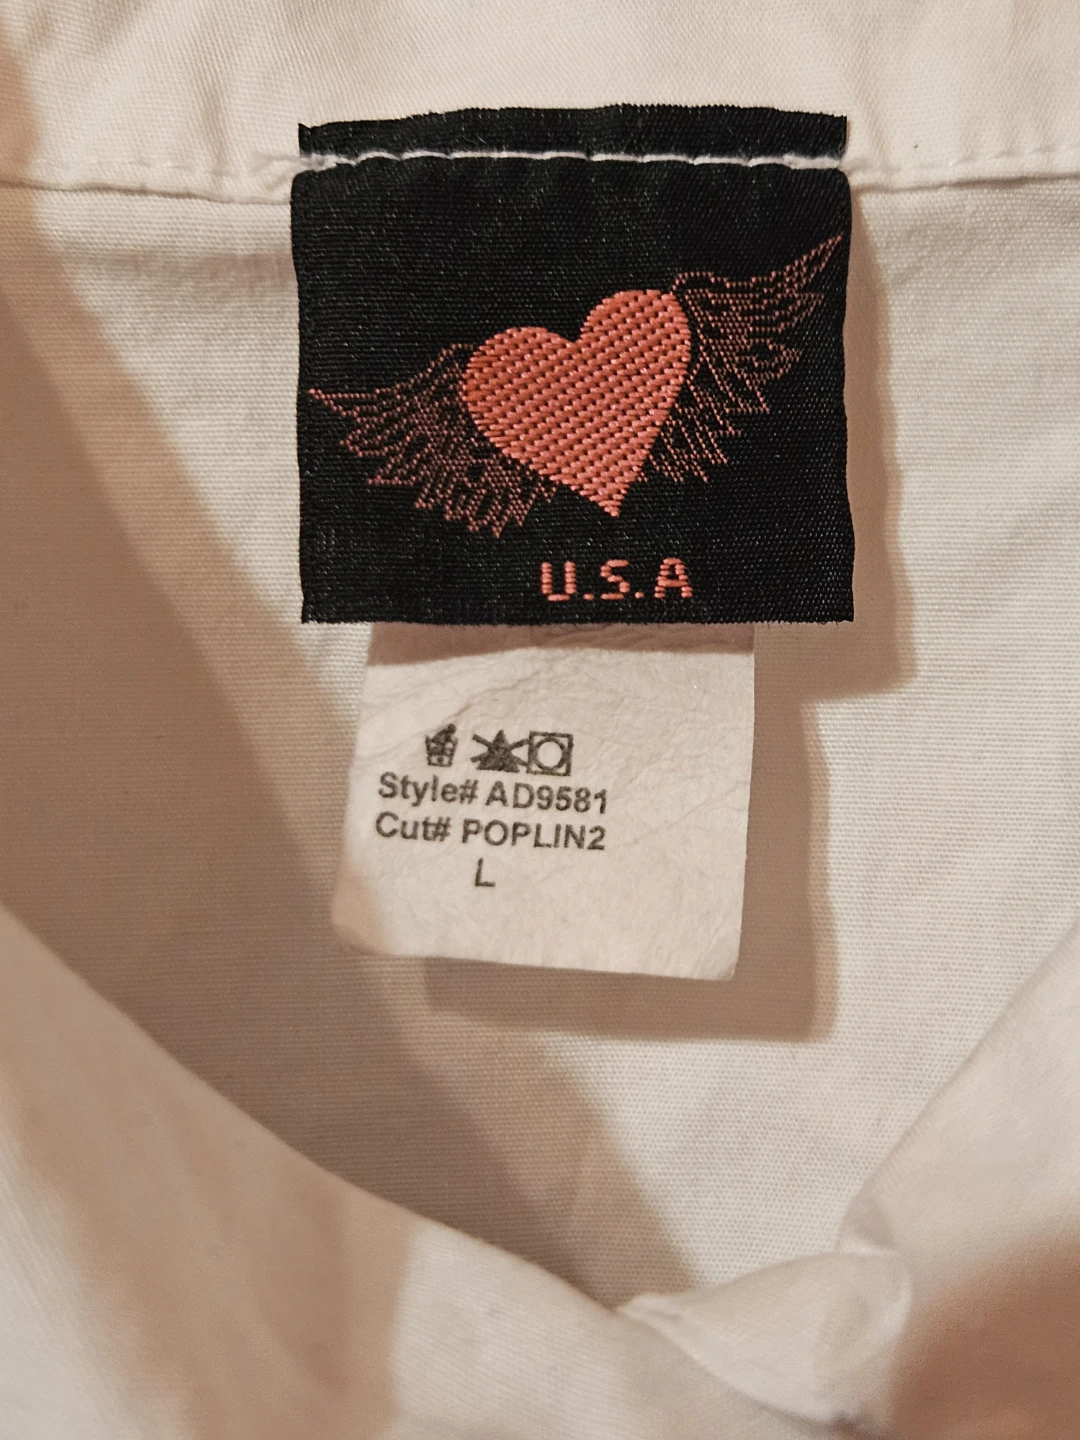 U.S.A
Style# AD9581
Cut# POPLIN2
L